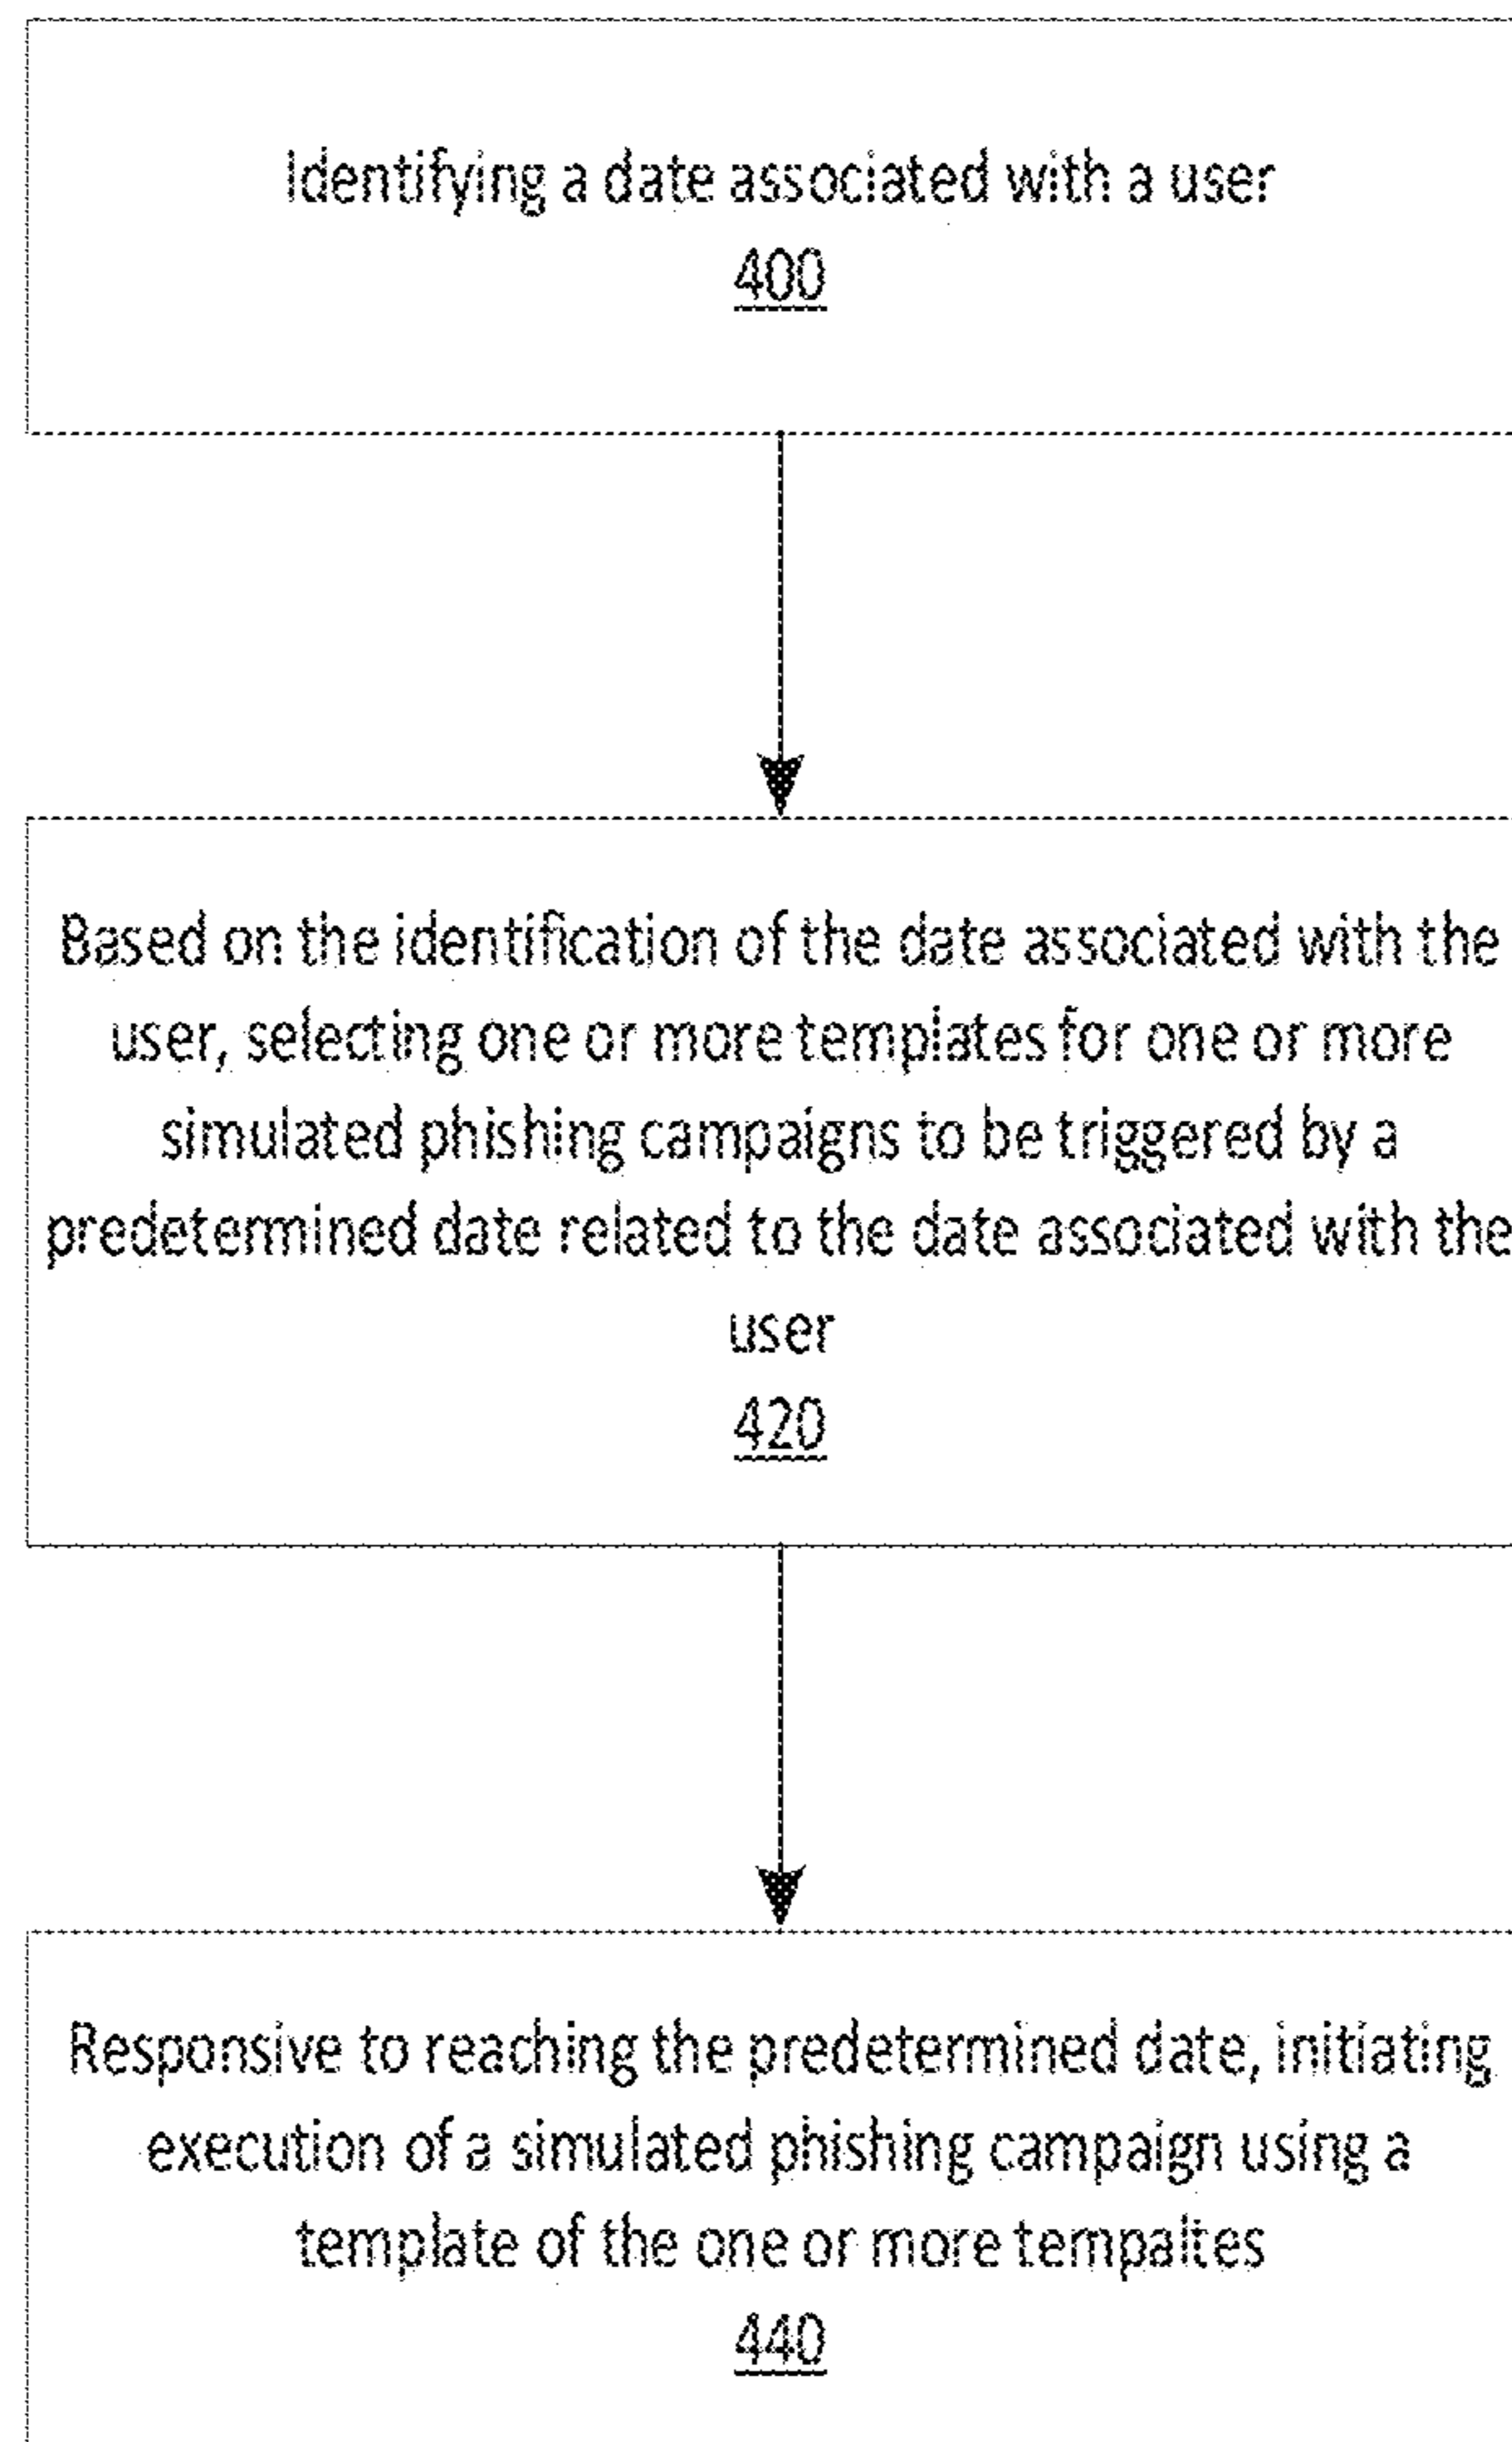 Identifying a date associated with a user
400
Based on the identification of the date associated with the
user, selecting one or more templates for one or more
simulated phishing campaigns to be triggered by a
predetermined date related to the date associated with the
user
420
Responsive to reaching the predetermined date, initiating
execution of a simulated phishing campaign using a
template of the one or more tempaltes
440